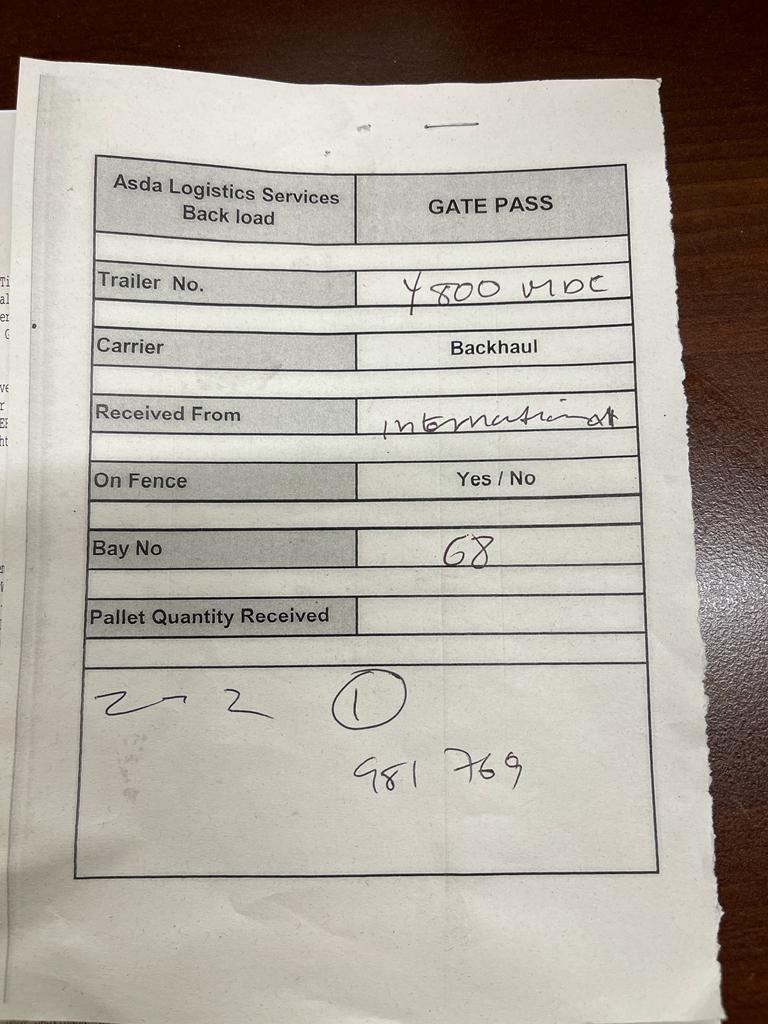 Asda Logistics Services
Back load
GATE PASS
Trailer No.
Y800 MDC
Carrier
Backhaul
Received From
international
On Fence
Yes / No
Bay No
68
Pallet Quantity Received
2-2 1
981 769